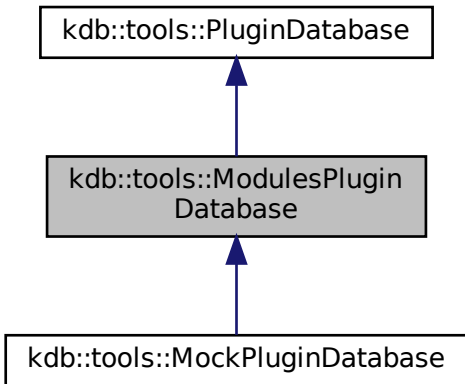 kdb::tools::PluginDatabase
kdb::tools::ModulesPlugin
Database
kdb::tools::MockPluginDatabase